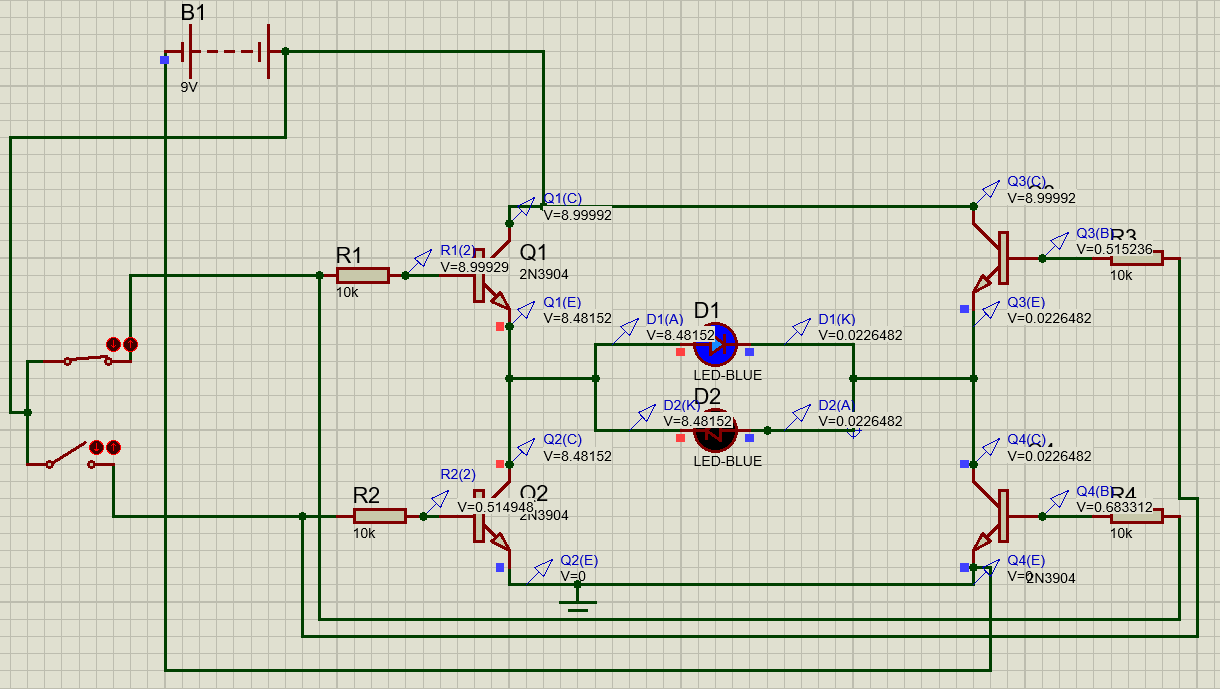 B1
9V
Q1(C)
V=8.99992
Q3(C)
V=8.99992
R1
10k
R1(2)
V=8.99929
Q1
2N3904
Q3(B)
V=0.515236
R3
10k
Q1(E)
V=8.48152
Q3(E)
V=0.0226482
D1
D1(A)
V=8.48152
D1(K)
V=0.0226482
LED-BLUE
D2
D2(K)
V=8.48152
D2(A)
V=0.0226482
LED-BLUE
Q2(C)
V=8.48152
Q4(C)
V=0.0226482
R2
10k
R2(2)
V=0.514948
Q2
2N3904
Q4(B)
V=0.683312
R4
10k
Q2(E)
V=0
Q4(E)
V=0
2N3904